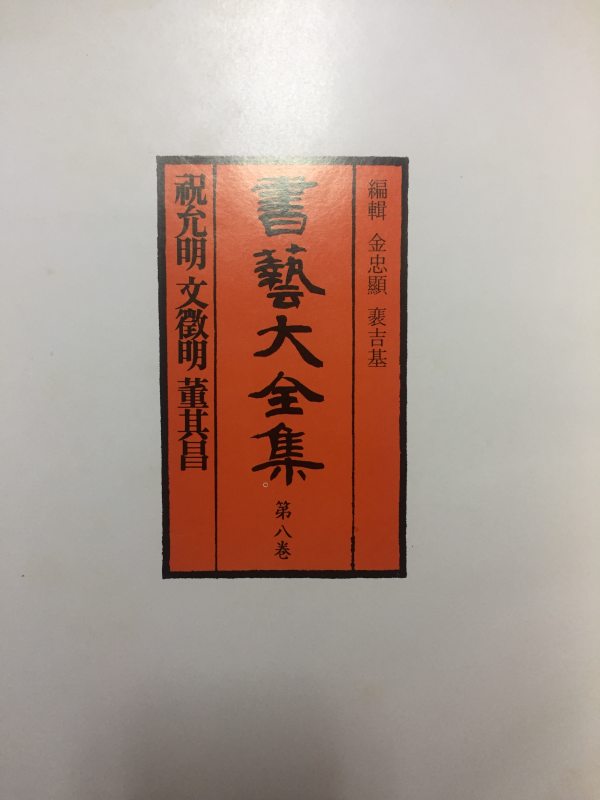 編輯 金忠顯 裵吉基
書藝大全集 第八卷
祝允明 文徵明 董其昌